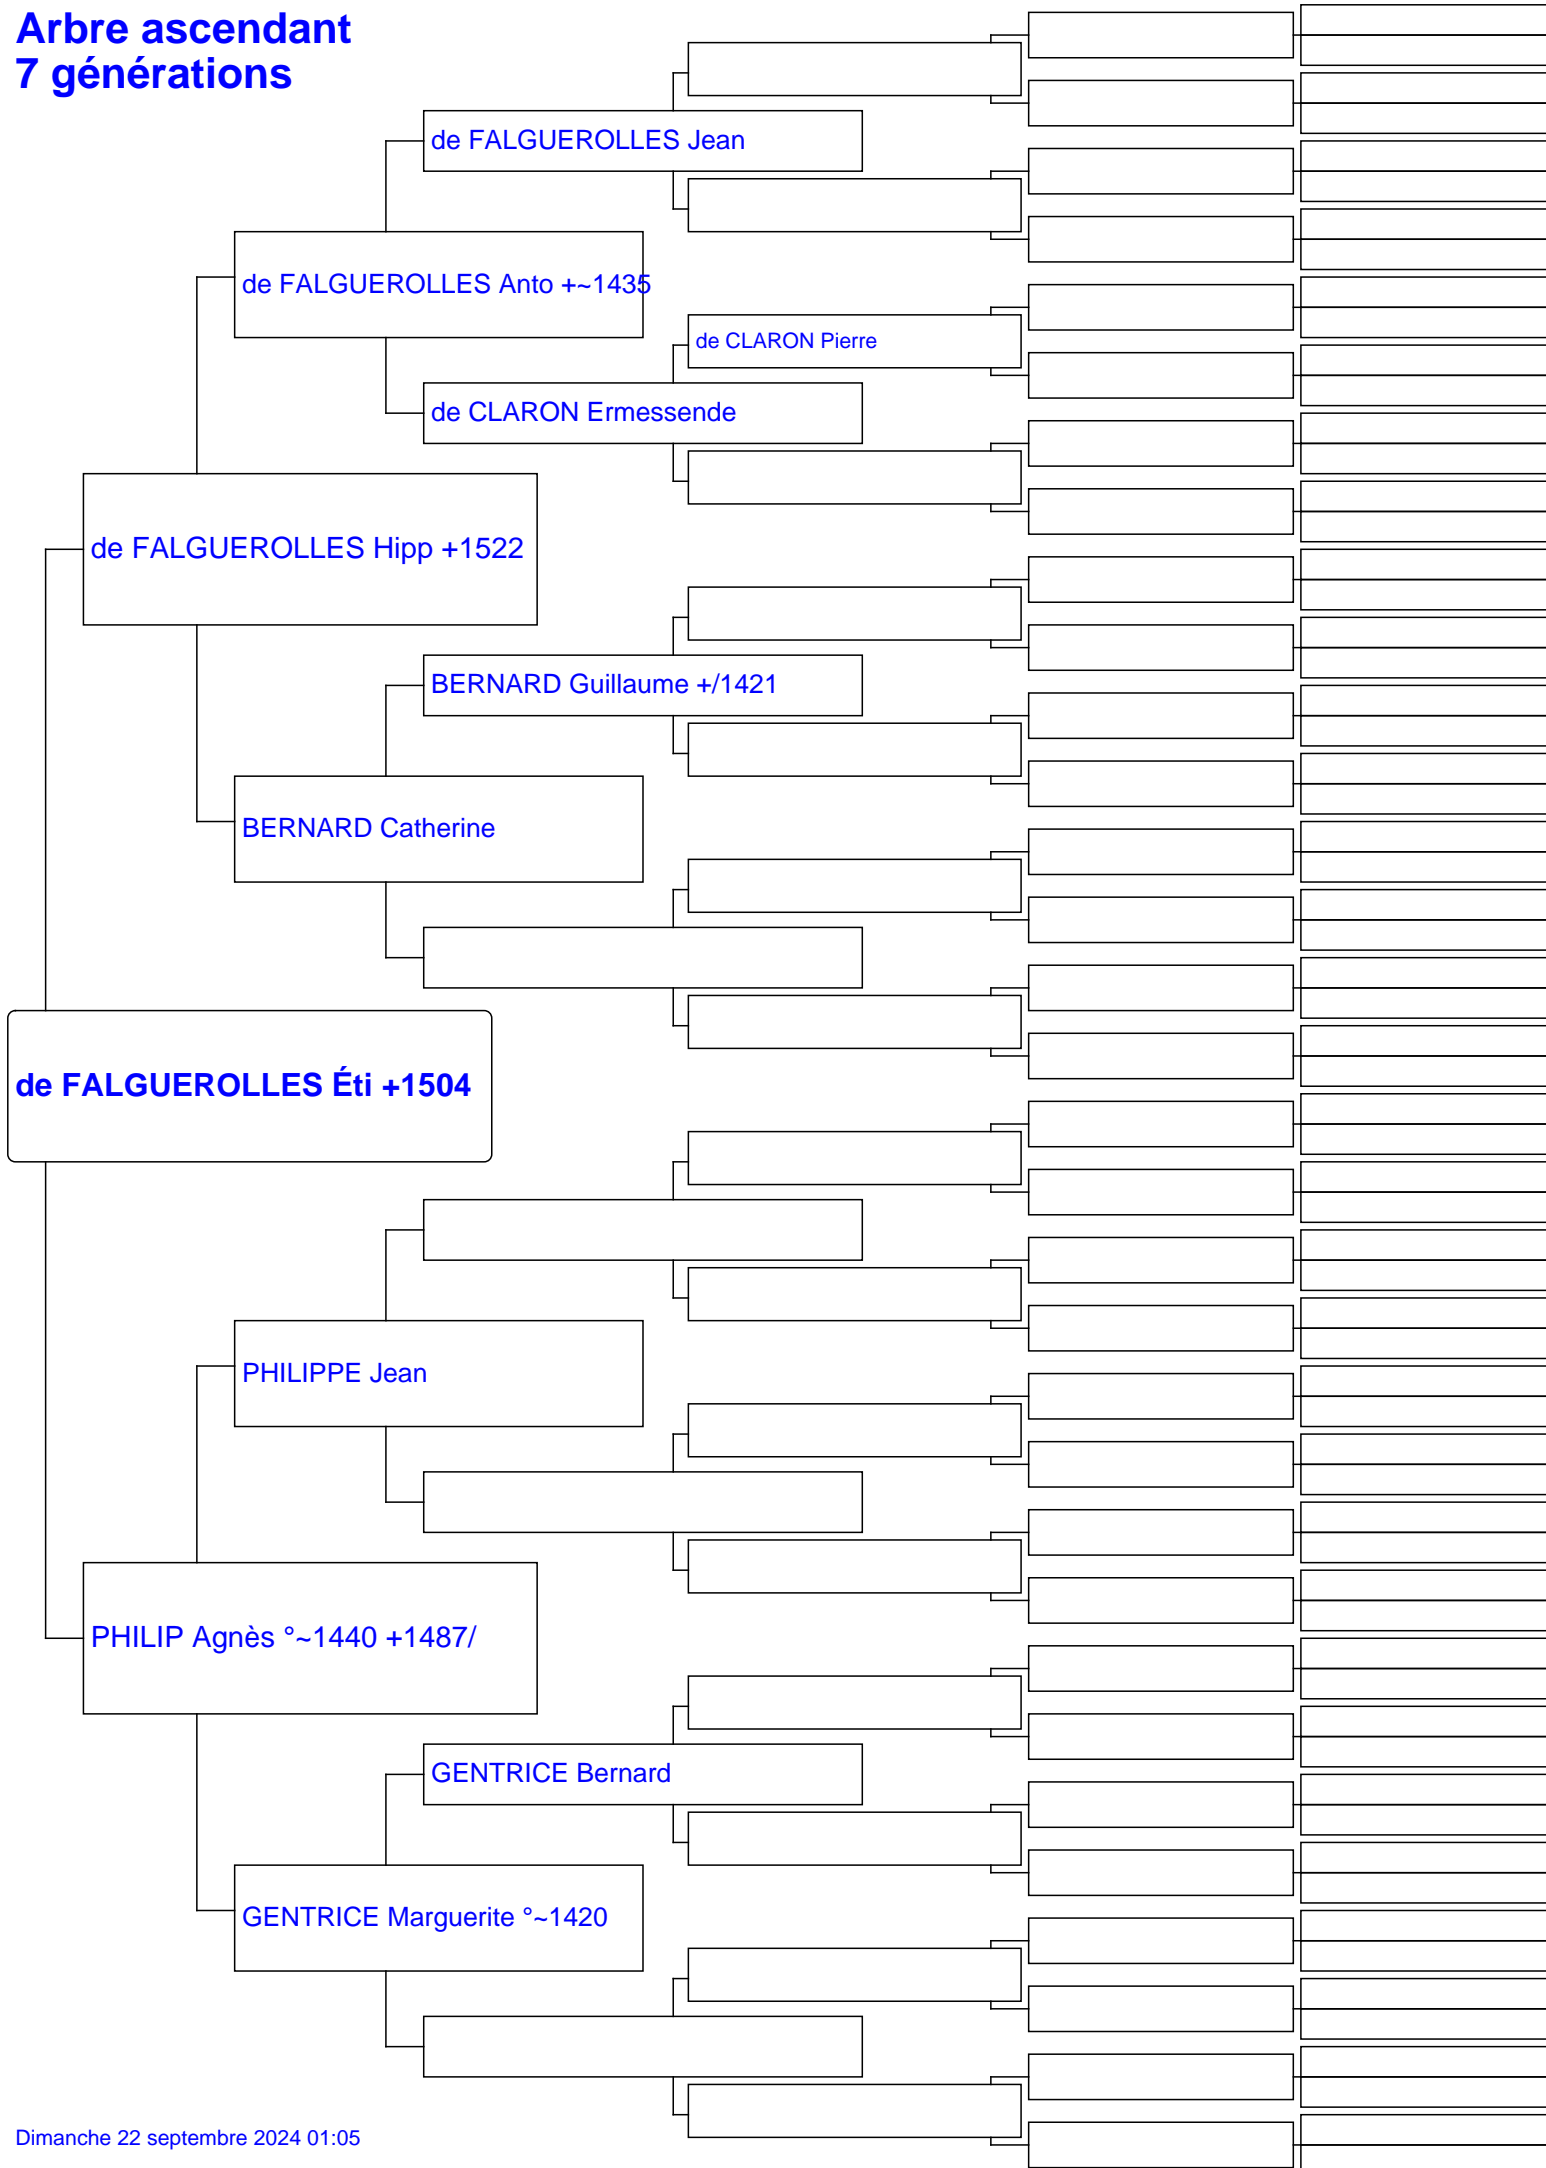 Arbre ascendant
7 générations
de FALGUEROLLES Jean
de FALGUEROLLES Anto +~1435
de CLARON Pierre
de CLARON Ermessende
de FALGUEROLLES Hipp +1522
BERNARD Guillaume +/1421
BERNARD Catherine
de FALGUEROLLES Éti +1504
PHILIPPE Jean
PHILIP Agnès °~1440 +1487/
GENTRICE Bernard
GENTRICE Marguerite °~1420
Dimanche 22 septembre 2024 01:05